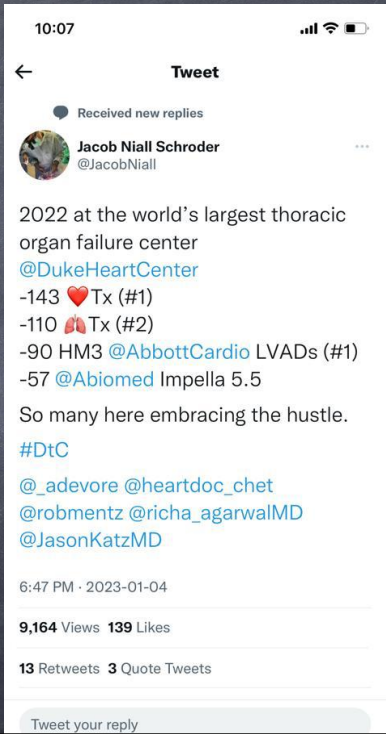 10:07
Tweet
Received new replies
Jacob Niall Schroder
@JacobNiall
2022 at the world's largest thoracic
organ failure center
@DukeHeartCenter
-143 ❤️Tx (#1)
-110 🫁Tx (#2)
-90 HM3 @AbbottCardio LVADs (#1)
-57 @Abiomed Impella 5.5
So many here embracing the hustle.
#DtC
@_adevore @heartdoc_chet
@robmentz @richa_agarwalMD
@JasonKatzMD
6:47 PM · 2023-01-04
9,164 Views 139 Likes
13 Retweets 3 Quote Tweets
Tweet your reply